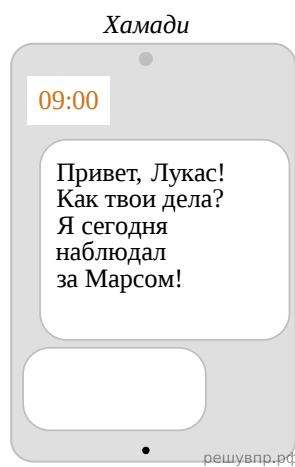 Хамади
09:00
Привет, Лукас!
Как твои дела?
Я сегодня
наблюдал
за Марсом!
решувпр.рф